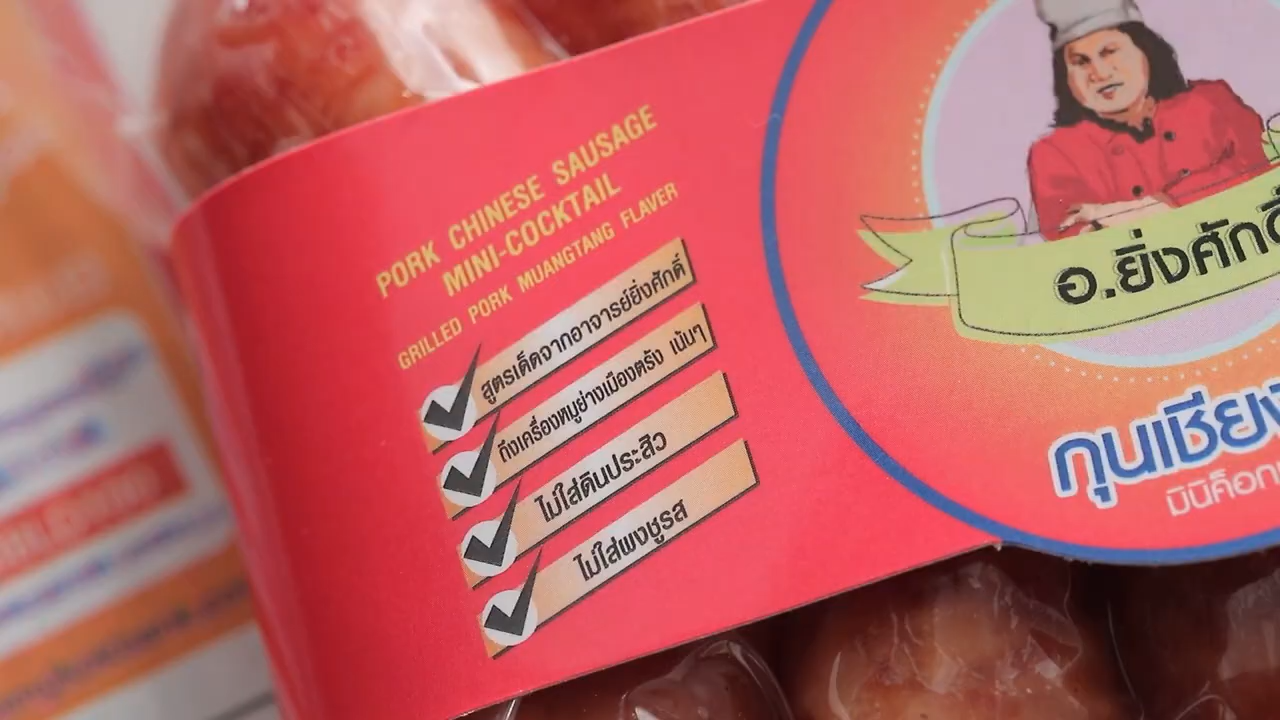 PORK CHINESE SAUSAGE
MINI-COCKTAIL
GRILLED PORK MUANGTANG FLAVER
สูตรเด็ดจากอาจารย์ยิ่งศักดิ์
ถึงเครื่องหมูย่างเมืองตรัง เน้นๆ
ไม่ใส่ดินประสิว
ไม่ใส่ผงชูรส
อ.ยิ่งศักดิ์
กุนเชียง
มินิค็อก